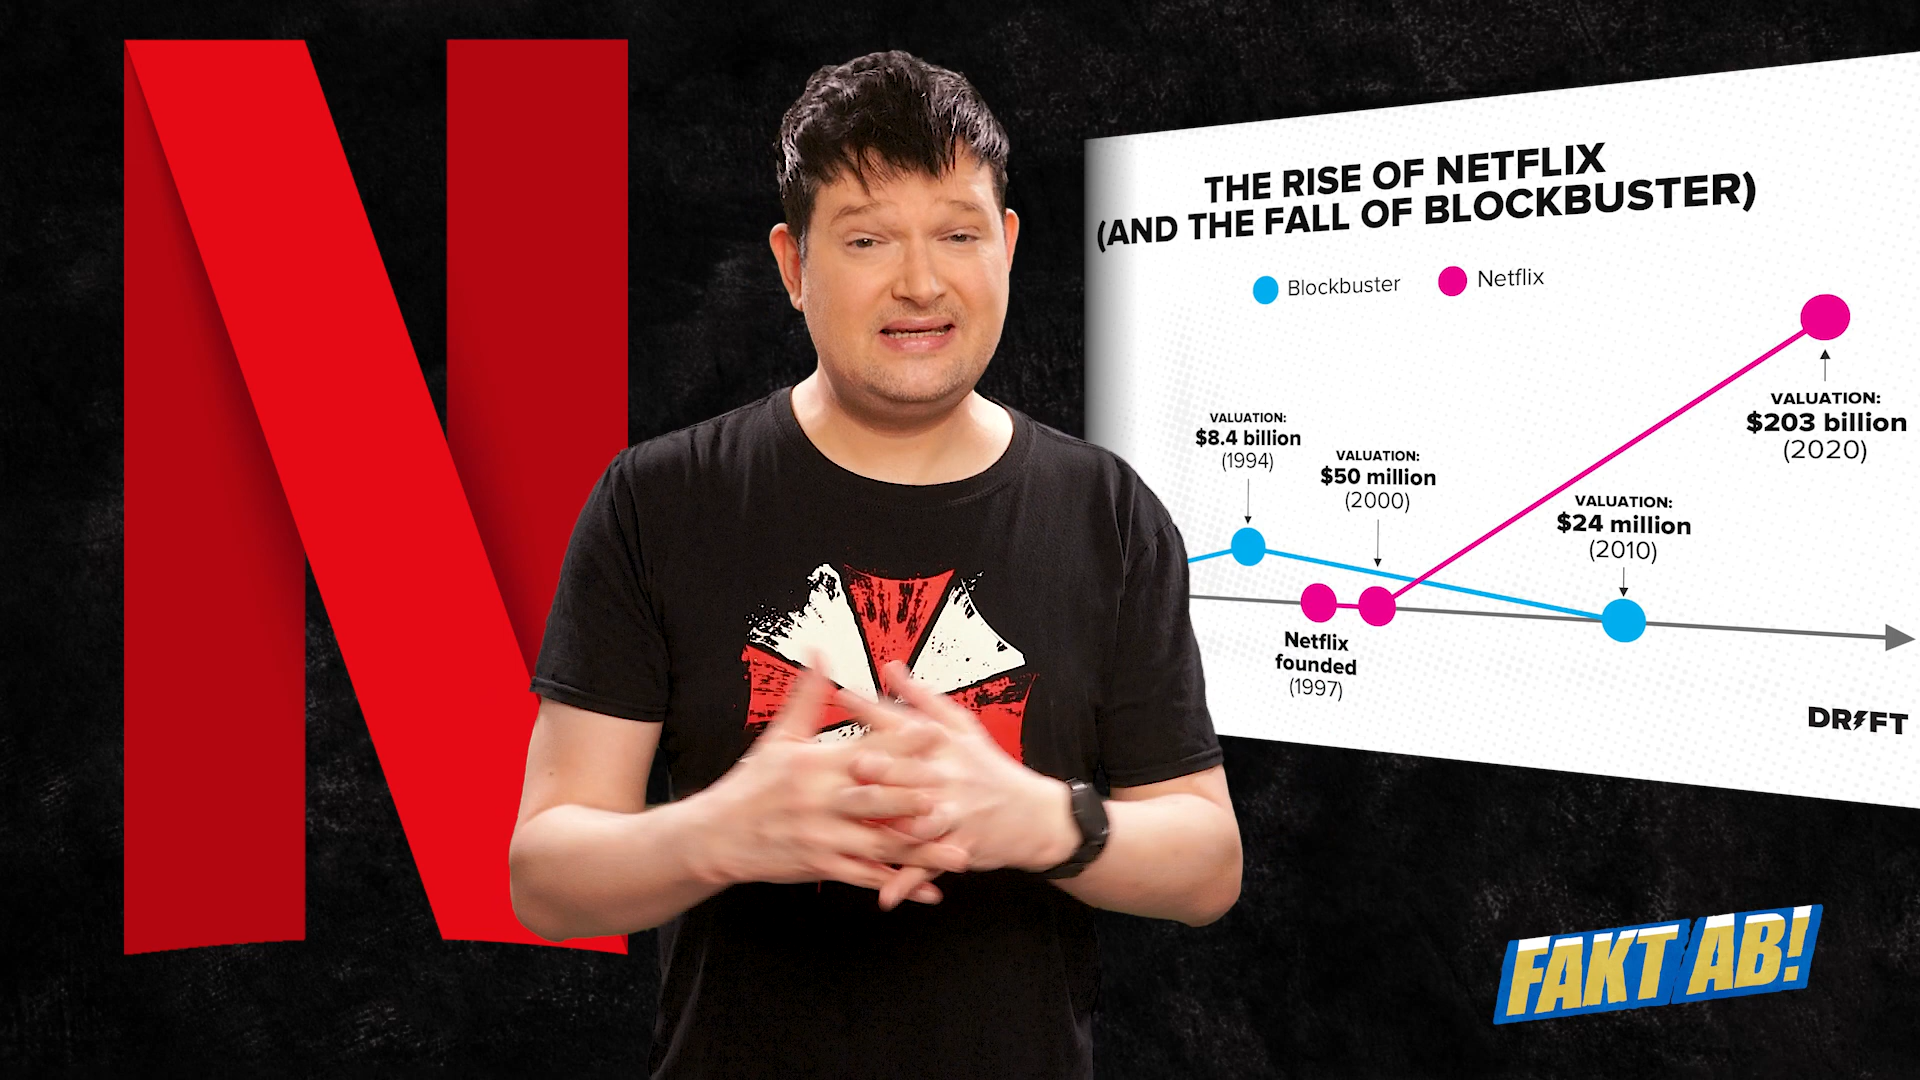 THE RISE OF NETFLIX
(AND THE FALL OF BLOCKBUSTER)
Blockbuster
Netflix
VALUATION:
$8.4 billion
(1994)
VALUATION:
$50 million
(2000)
VALUATION:
$24 million
(2010)
VALUATION:
$203 billion
(2020)
Netflix
founded
(1997)
DRIFT
FAKT AB!